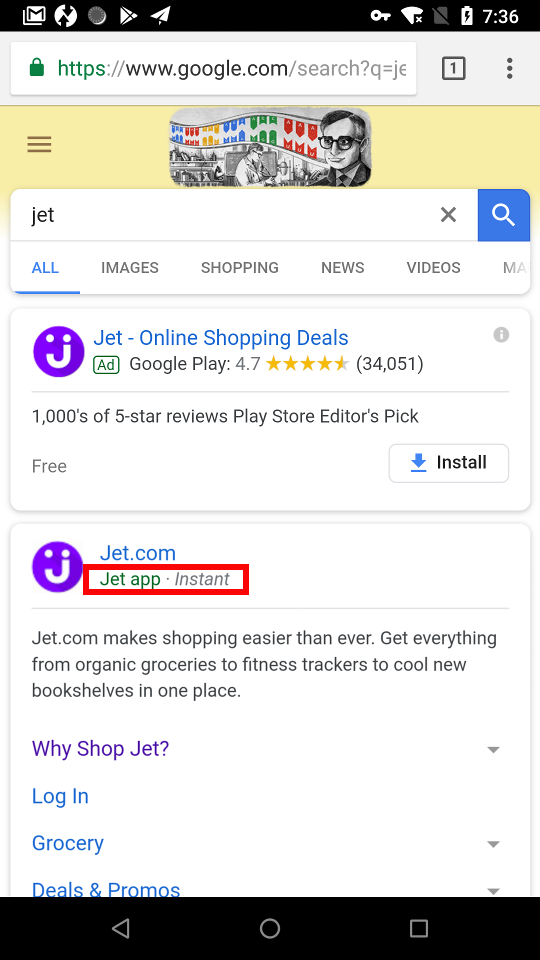 7:36
https://www.google.com/search?q=je
1
jet
ALL IMAGES SHOPPING NEWS VIDEOS MA
Jet - Online Shopping Deals
Ad Google Play: 4.7 ★★★★★ (34,051)
1,000's of 5-star reviews Play Store Editor's Pick
Free
Install
Jet.com
Jet app · Instant
Jet.com makes shopping easier than ever. Get everything
from organic groceries to fitness trackers to cool new
bookshelves in one place.
Why Shop Jet?
Log In
Grocery
Deals & Promos